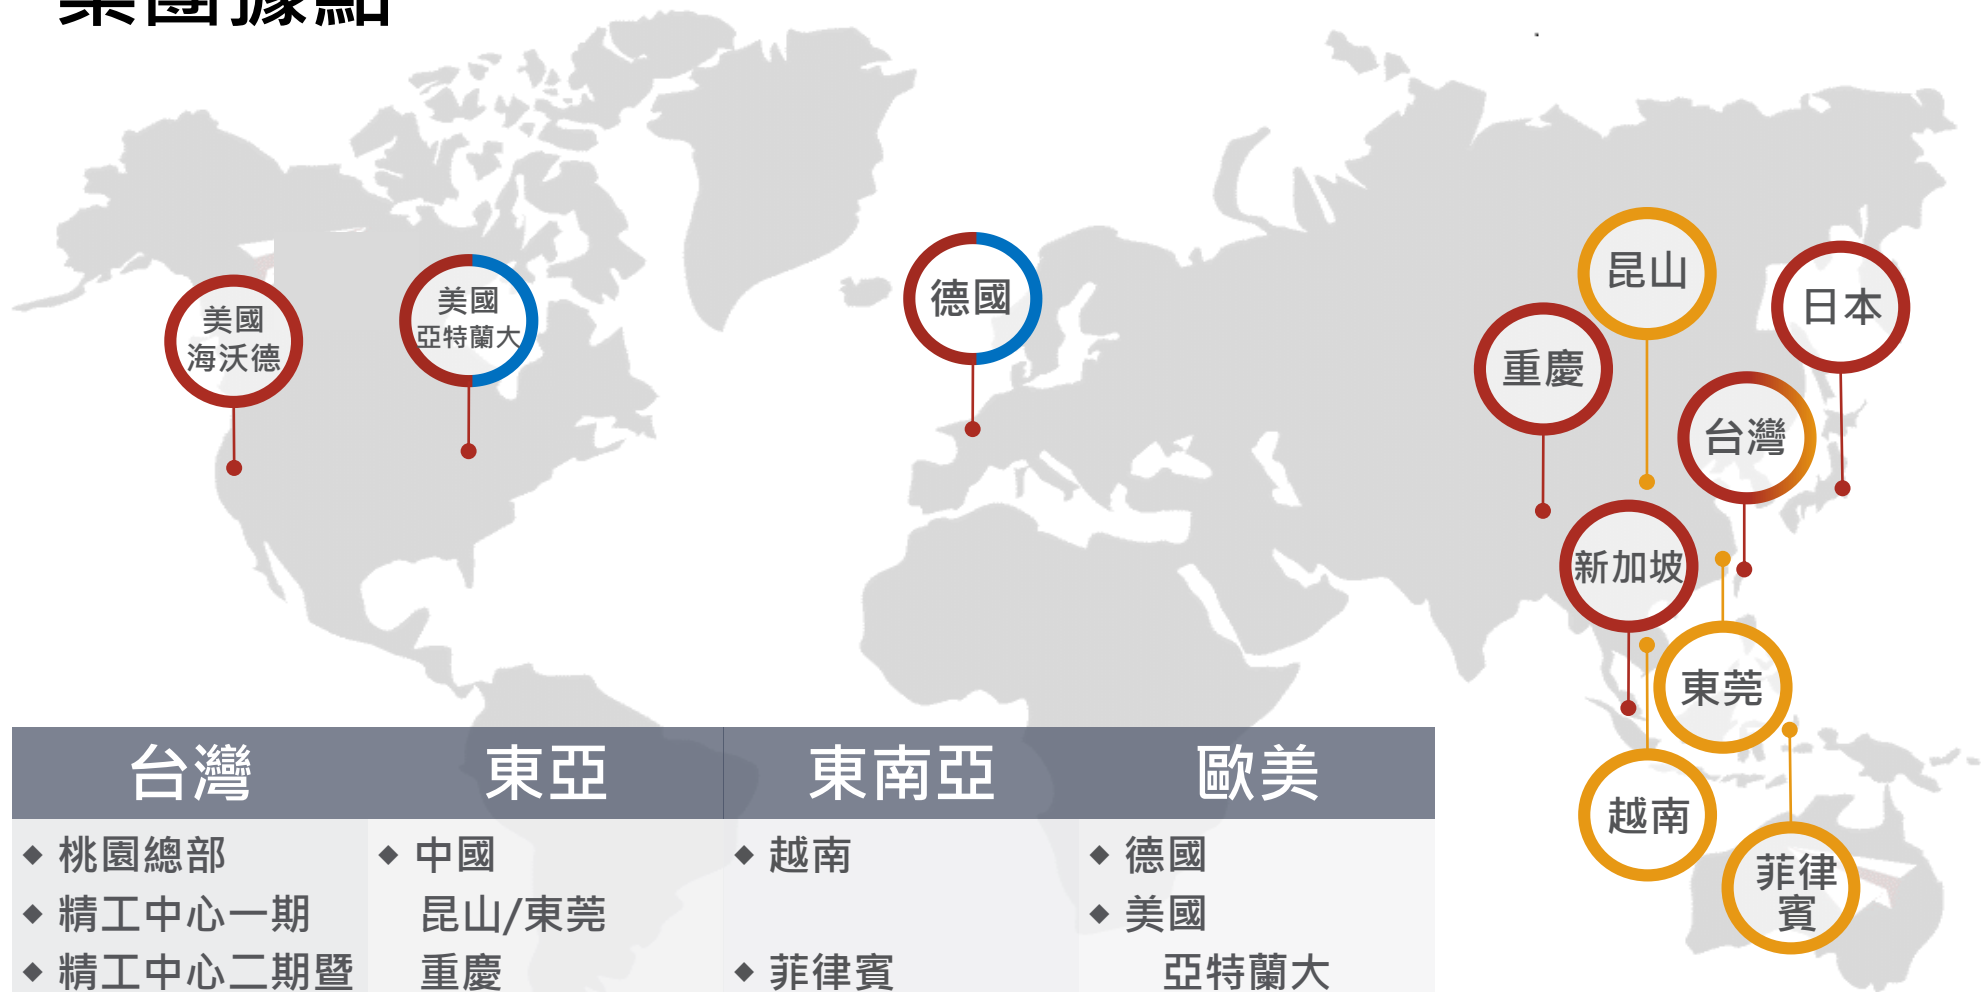 集團據點
昆山
美國
海沃德
美國
亞特蘭大
德國
日本
重慶
台灣
新加坡
東莞
越南
菲律
賓
台灣
東亞
東南亞
歐美
◆ 桃園總部
◆ 精工中心一期
◆ 精工中心二期暨
◆ 中國
昆山/東莞
重慶
◆ 越南
◆ 菲律賓
◆ 德國
◆ 美國
亞特蘭大